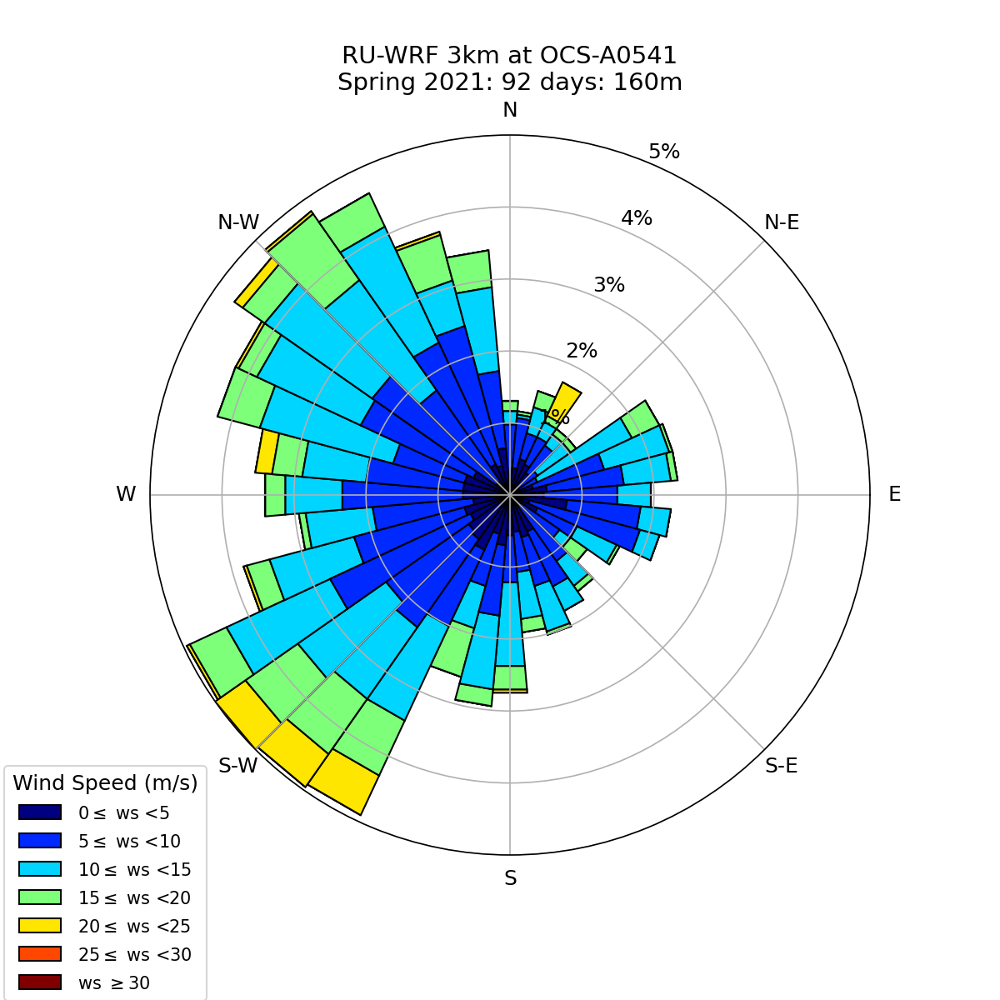 RU-WRF 3km at OCS-A0541
Spring 2021: 92 days: 160m
N
5%
N-W
4%
N-E
3%
2%
1%
W
E
S-W
S-E
S
Wind Speed (m/s)
0≤ ws <5
5≤ ws <10
10≤ ws <15
15≤ ws <20
20≤ ws <25
25≤ ws <30
ws ≥30